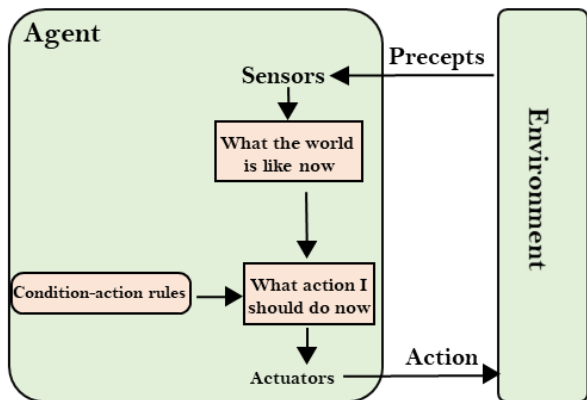 Agent
Precepts
Sensors
What the world
is like now
Environment
Condition-action rules
What action I
should do now
Action
Actuators